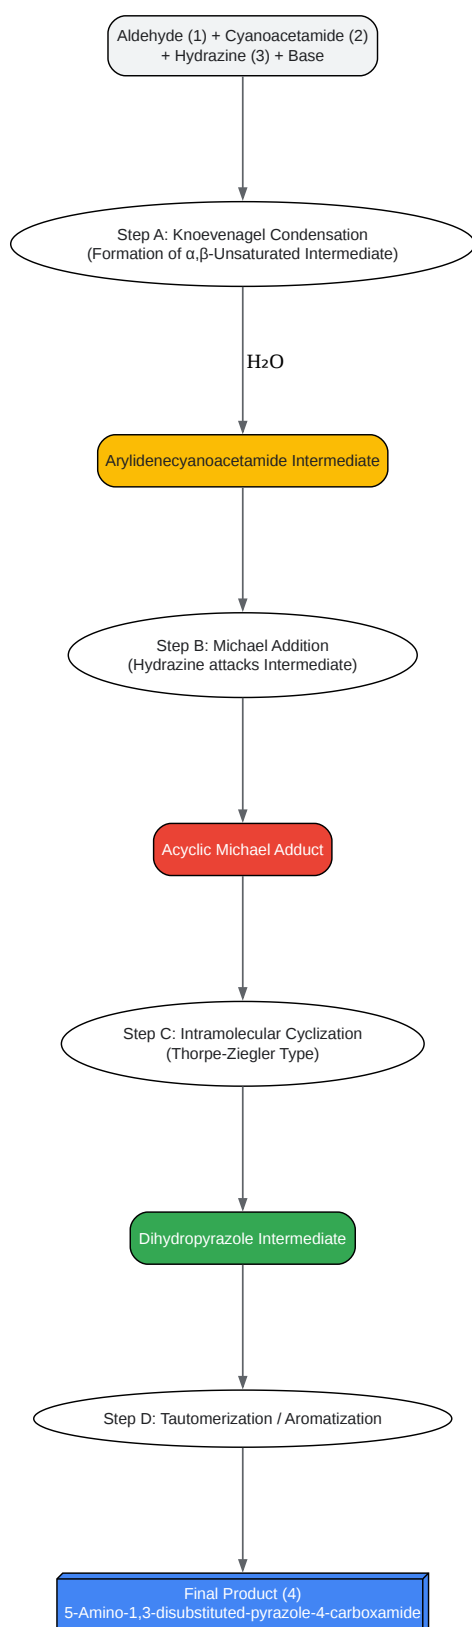 Aldehyde (1) + Cyanoacetamide (2)
+ Hydrazine (3) + Base
Step A: Knoevenagel Condensation
(Formation of α,β-Unsaturated Intermediate)
H₂O
Arylidenecyanoacetamide Intermediate
Step B: Michael Addition
(Hydrazine attacks Intermediate)
Acyclic Michael Adduct
Step C: Intramolecular Cyclization
(Thorpe-Ziegler Type)
Dihydropyrazole Intermediate
Step D: Tautomerization / Aromatization
Final Product (4)
5-Amino-1,3-disubstituted-pyrazole-4-carboxamide